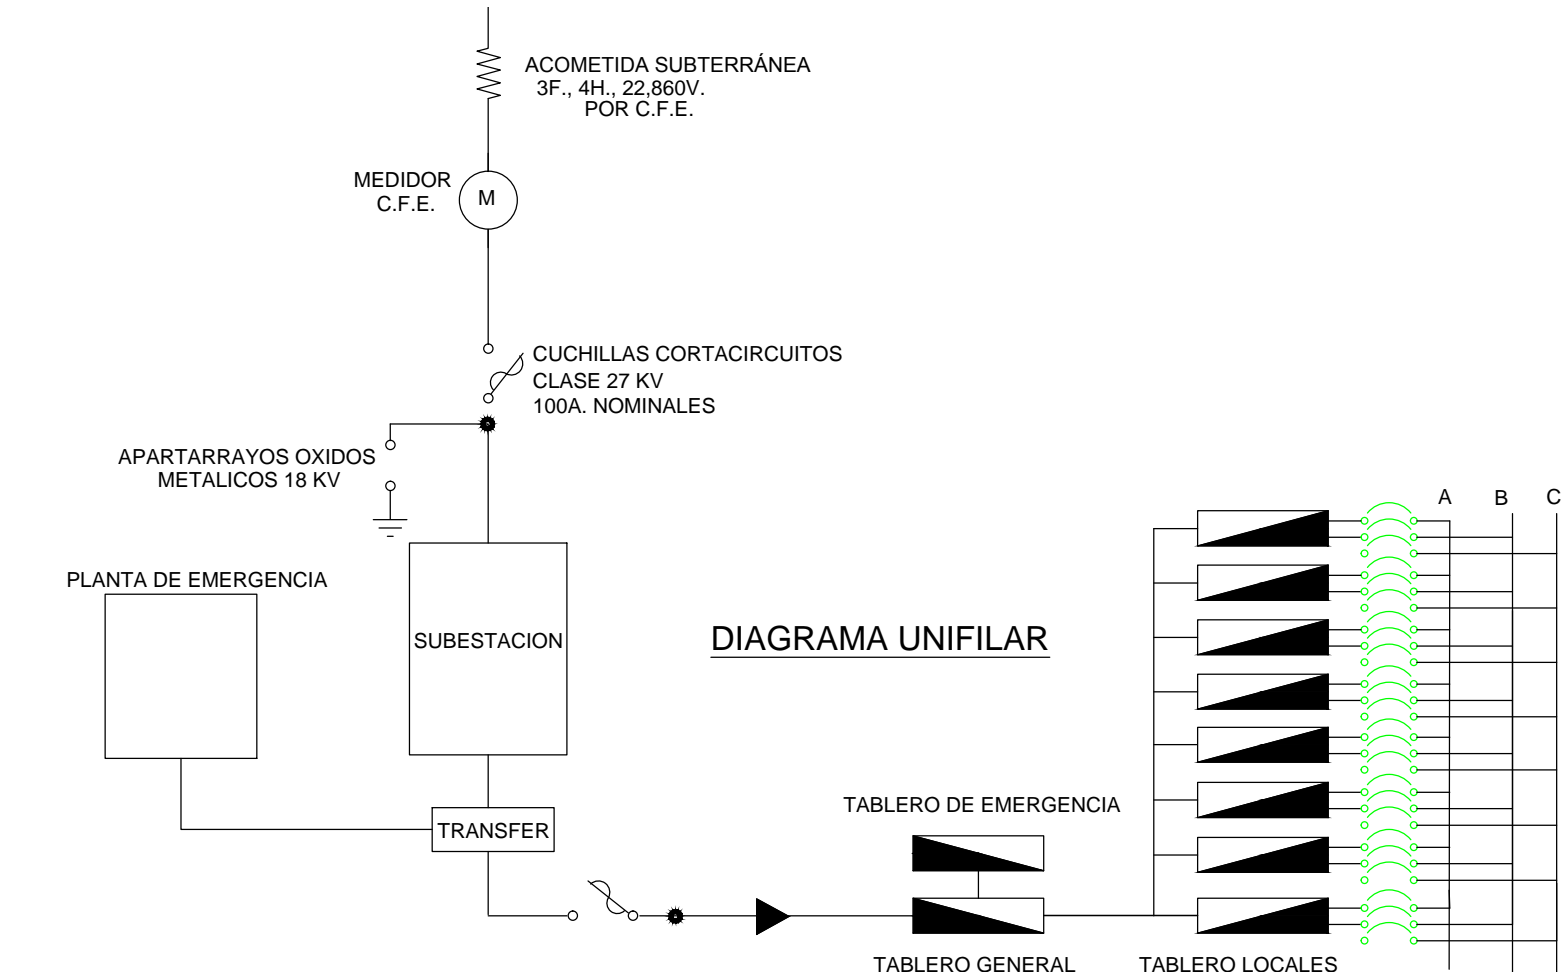 ACOMETIDA SUBTERRÁNEA
3F., 4H., 22,860V.
POR C.F.E.
MEDIDOR
C.F.E.
M
CUCHILLAS CORTACIRCUITOS
CLASE 27 KV
100A. NOMINALES
APARTARRAYOS OXIDOS
METALICOS 18 KV
A B C
PLANTA DE EMERGENCIA
SUBESTACION
DIAGRAMA UNIFILAR
TABLERO DE EMERGENCIA
TRANSFER
TABLERO GENERAL
TABLERO LOCALES